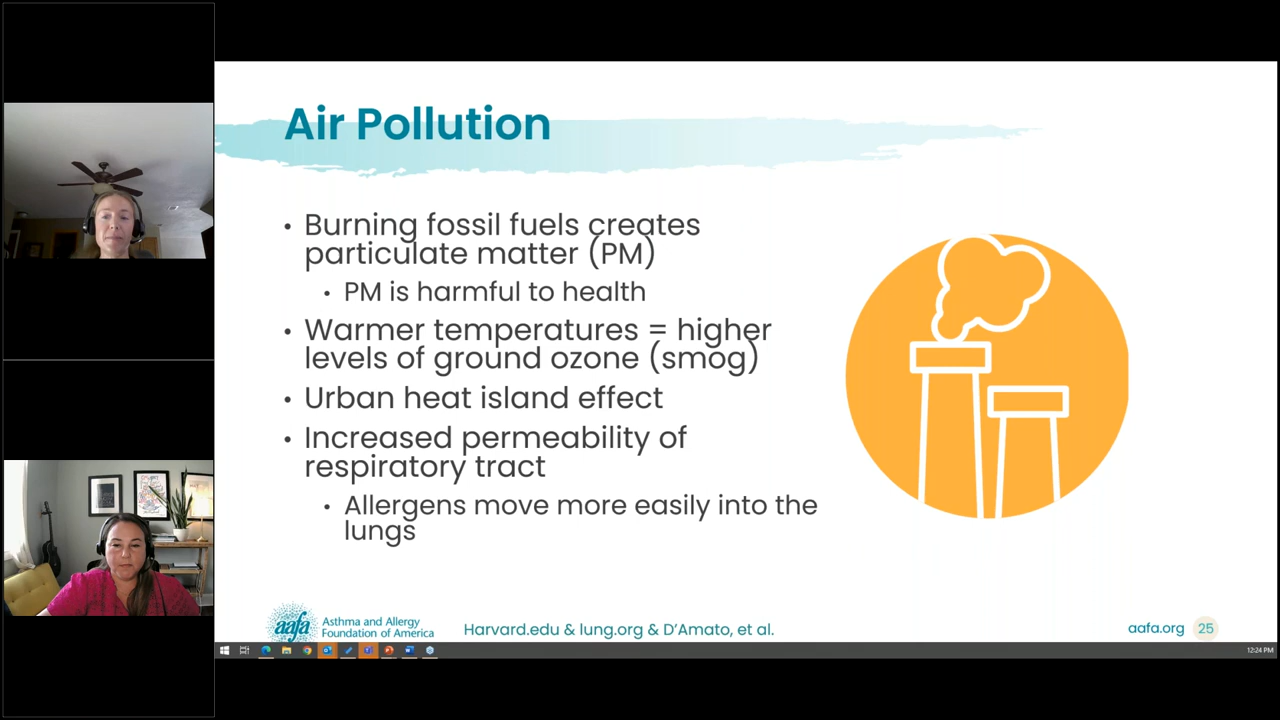 Air Pollution
• Burning fossil fuels creates
particulate matter (PM)
• PM is harmful to health
• Warmer temperatures = higher
levels of ground ozone (smog)
• Urban heat island effect
• Increased permeability of
respiratory tract
• Allergens move more easily into the
lungs
aafa
Asthma and Allergy
Foundation of America
Harvard.edu & lung.org & D'Amato, et al.
aafa.org 25
12:24 PM